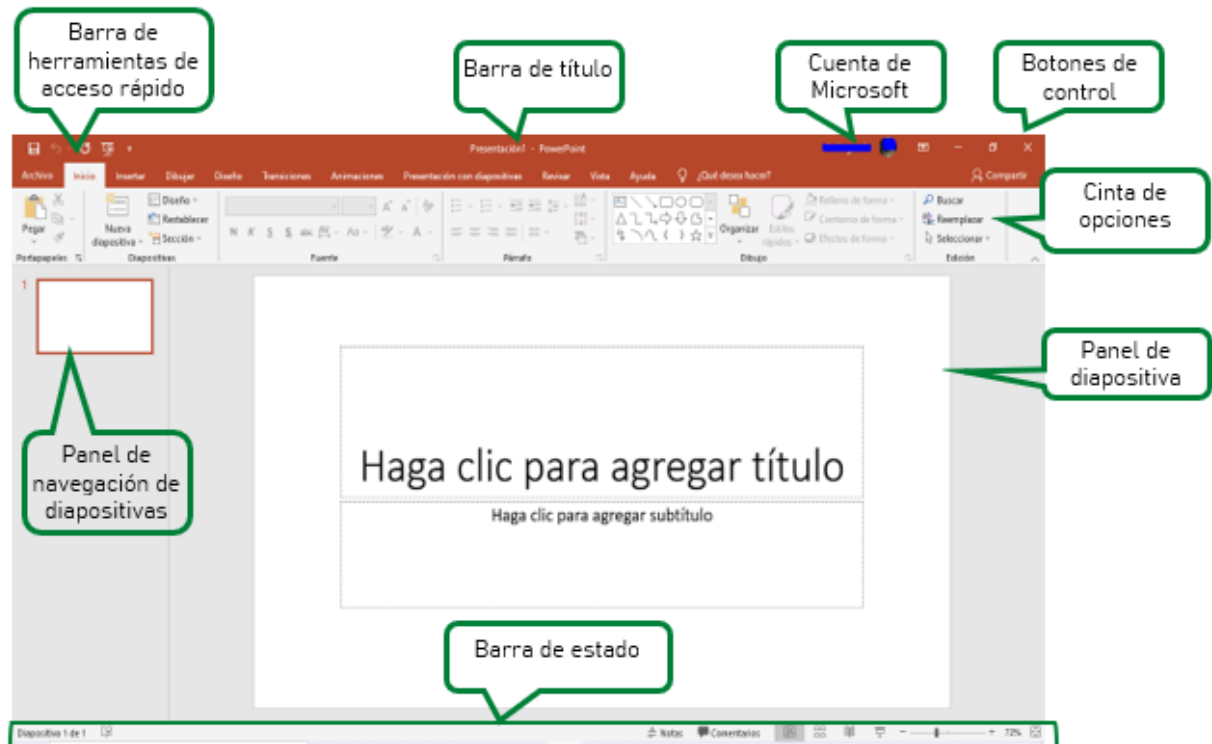 Barra de
herramientas de
acceso rápido
Barra de título
Cuenta de
Microsoft
Botones de
control
Presentación1 - PowerPoint
Archivo Inicio Insertar Dibujar Diseño Transiciones Animaciones Presentación con diapositivas Revisar Vista Ayuda ¿Qué desea hacer? Compartir
Cinta de
opciones
Pegar
Nueva
diapositiva
Diseño
Restablecer
Sección
N K S S abc AV Aa A
Organizar
Estilos
rápidos
Relleno de forma
Contorno de forma
Efectos de forma
Buscar
Reemplazar
Seleccionar
Portapapeles Diapositivas Fuente Párrafo Dibujo Edición
1
Panel de
diapositiva
Panel de
navegación de
diapositivas
Haga clic para agregar título
Haga clic para agregar subtítulo
Barra de estado
Diapositiva 1 de 1 Notas Comentarios 72%